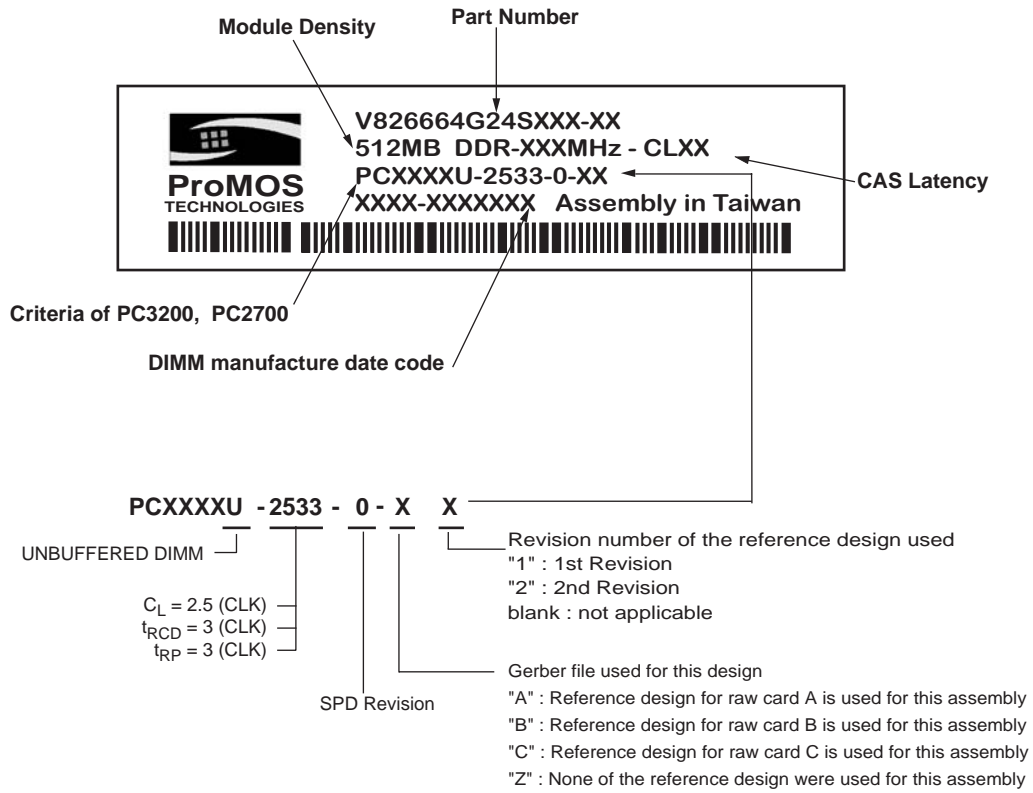 Part Number
Module Density
V826664G24SXXX-XX
512MB DDR-XXXMHz - CLXX
PCXXXXU-2533-0-XX
XXXX-XXXXXXX Assembly in Taiwan
ProMOS
TECHNOLOGIES
CAS Latency
Criteria of PC3200, PC2700
DIMM manufacture date code
PCXXXXU - 2533 - 0 - X X
UNBUFFERED DIMM
CL = 2.5 (CLK)
tRCD = 3 (CLK)
tRP = 3 (CLK)
SPD Revision
Revision number of the reference design used
"1" : 1st Revision
"2" : 2nd Revision
blank : not applicable
Gerber file used for this design
"A" : Reference design for raw card A is used for this assembly
"B" : Reference design for raw card B is used for this assembly
"C" : Reference design for raw card C is used for this assembly
"Z" : None of the reference design were used for this assembly